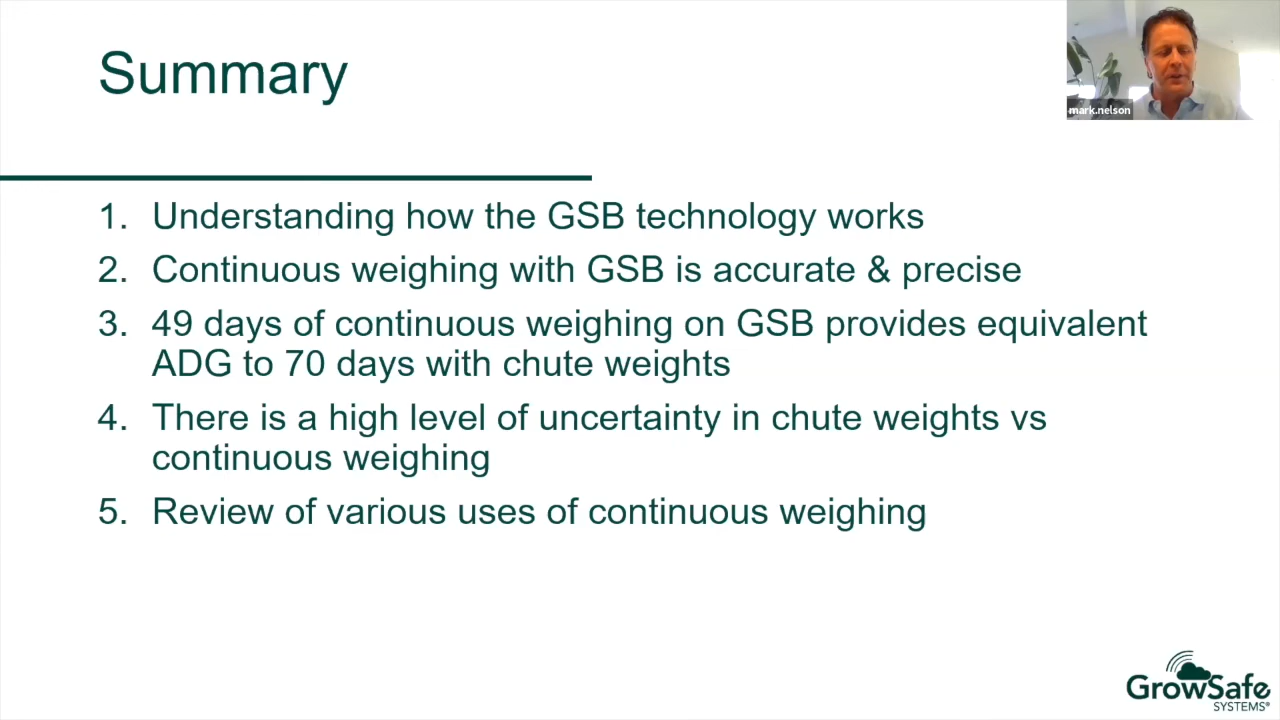 Summary
mark.nelson
1. Understanding how the GSB technology works
2. Continuous weighing with GSB is accurate & precise
3. 49 days of continuous weighing on GSB provides equivalent
ADG to 70 days with chute weights
4. There is a high level of uncertainty in chute weights vs
continuous weighing
5. Review of various uses of continuous weighing
GrowSafe
SYSTEMS®